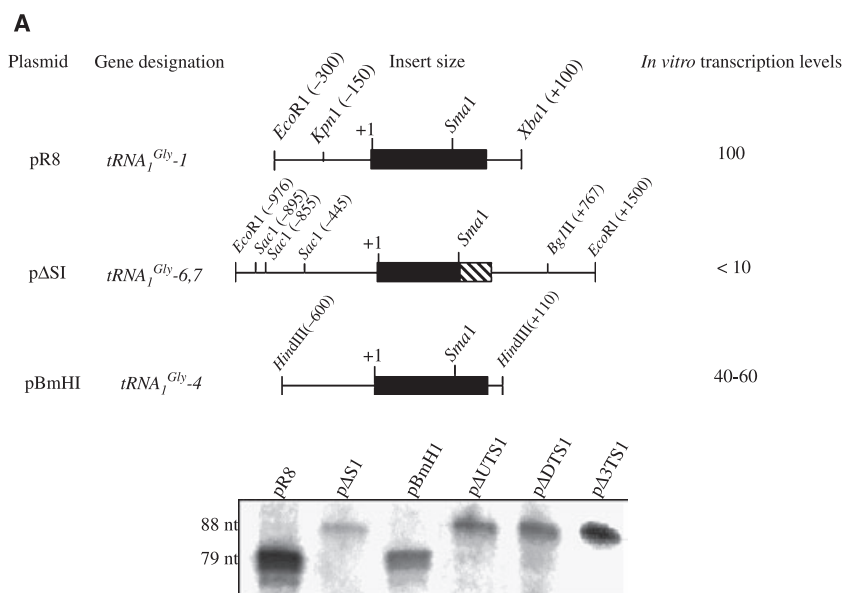 A
Plasmid Gene designation Insert size In vitro transcription levels
EcoR1 (−300)
Kpn1 (−150)
+1
Sma1
Xba1 (+100)
pR8 tRNA1Gly-1 100
EcoR1 (−976)
Sac1 (−895)
Sac1 (−855)
Sac1 (−445)
+1
Sma1
BglII (+767)
EcoR1 (+1500)
pΔSI tRNA1Gly-6,7 < 10
HindIII(−600)
+1
Sma1
HindIII(+110)
pBmHI tRNA1Gly-4 40-60
pR8 pΔS1 pBmH1 pΔUTS1 pΔDTS1 pΔ3TS1
88 nt
79 nt